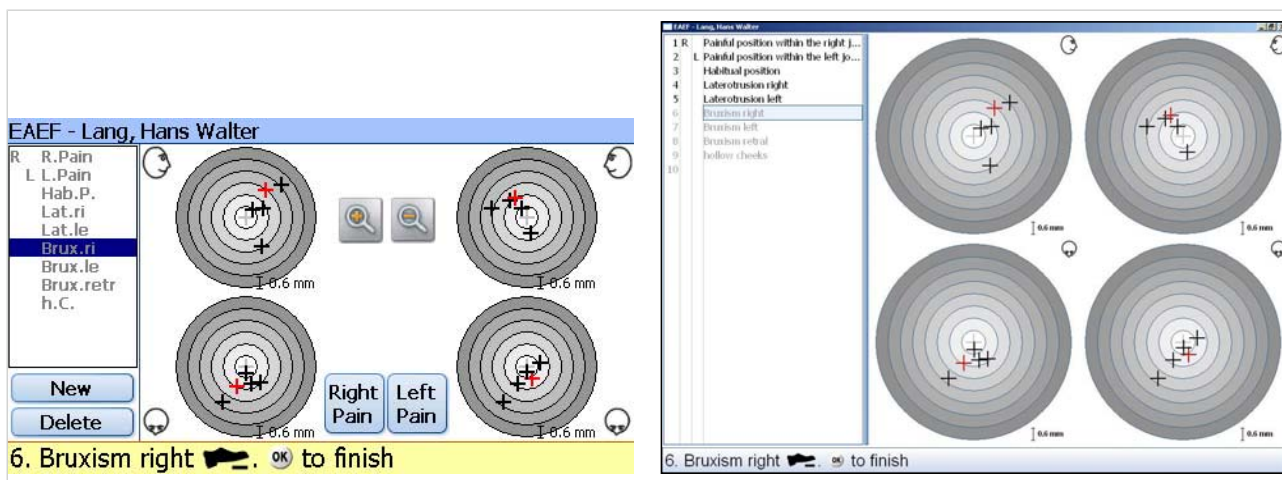 EAEF - Lang, Hans Walter
R R.Pain
L L.Pain
Hab.P.
Lat.ri
Lat.le
Brux.ri
Brux.le
Brux.retr
h.C.
New
Delete
0.6 mm
0.6 mm
0.6 mm
0.6 mm
Right
Pain
Left
Pain
6. Bruxism right . OK to finish
EAEF - Lang, Hans Walter
1 R Painful position within the right j...
2 L Painful position within the left jo...
3 Habitual position
4 Laterotrusion right
5 Laterotrusion left
6 Bruxism right
7 Bruxism left
8 Bruxism retral
9 hollow cheeks
10
0.6 mm
0.6 mm
0.6 mm
0.6 mm
6. Bruxism right . OK to finish